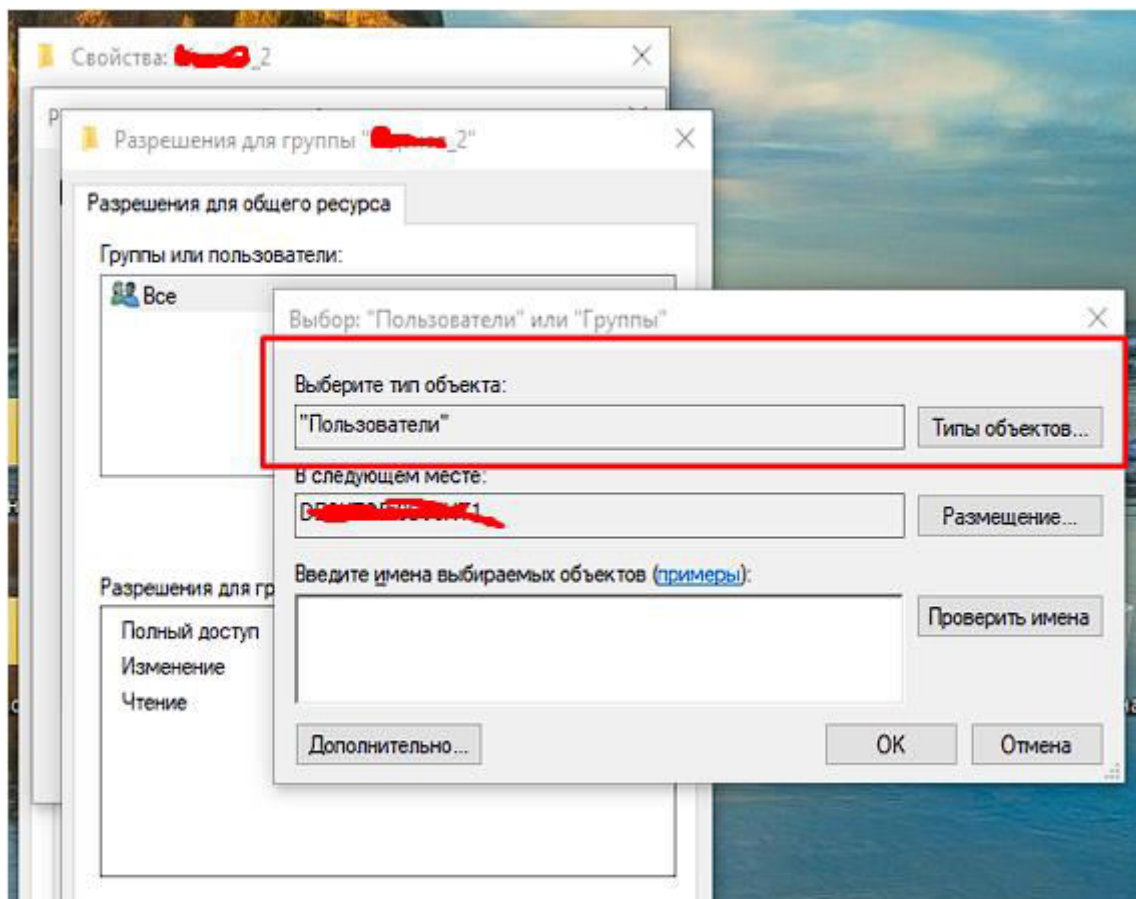 Свойства: _2
Разрешения для группы "_2"
Разрешения для общего ресурса
Группы или пользователи:
Все
Выбор: "Пользователи" или "Группы"
Выберите тип объекта:
"Пользователи"
Типы объектов...
В следующем месте:
Размещение...
Введите имена выбираемых объектов (примеры):
Проверить имена
Разрешения для гр
Полный доступ
Изменение
Чтение
Дополнительно...
ОК
Отмена